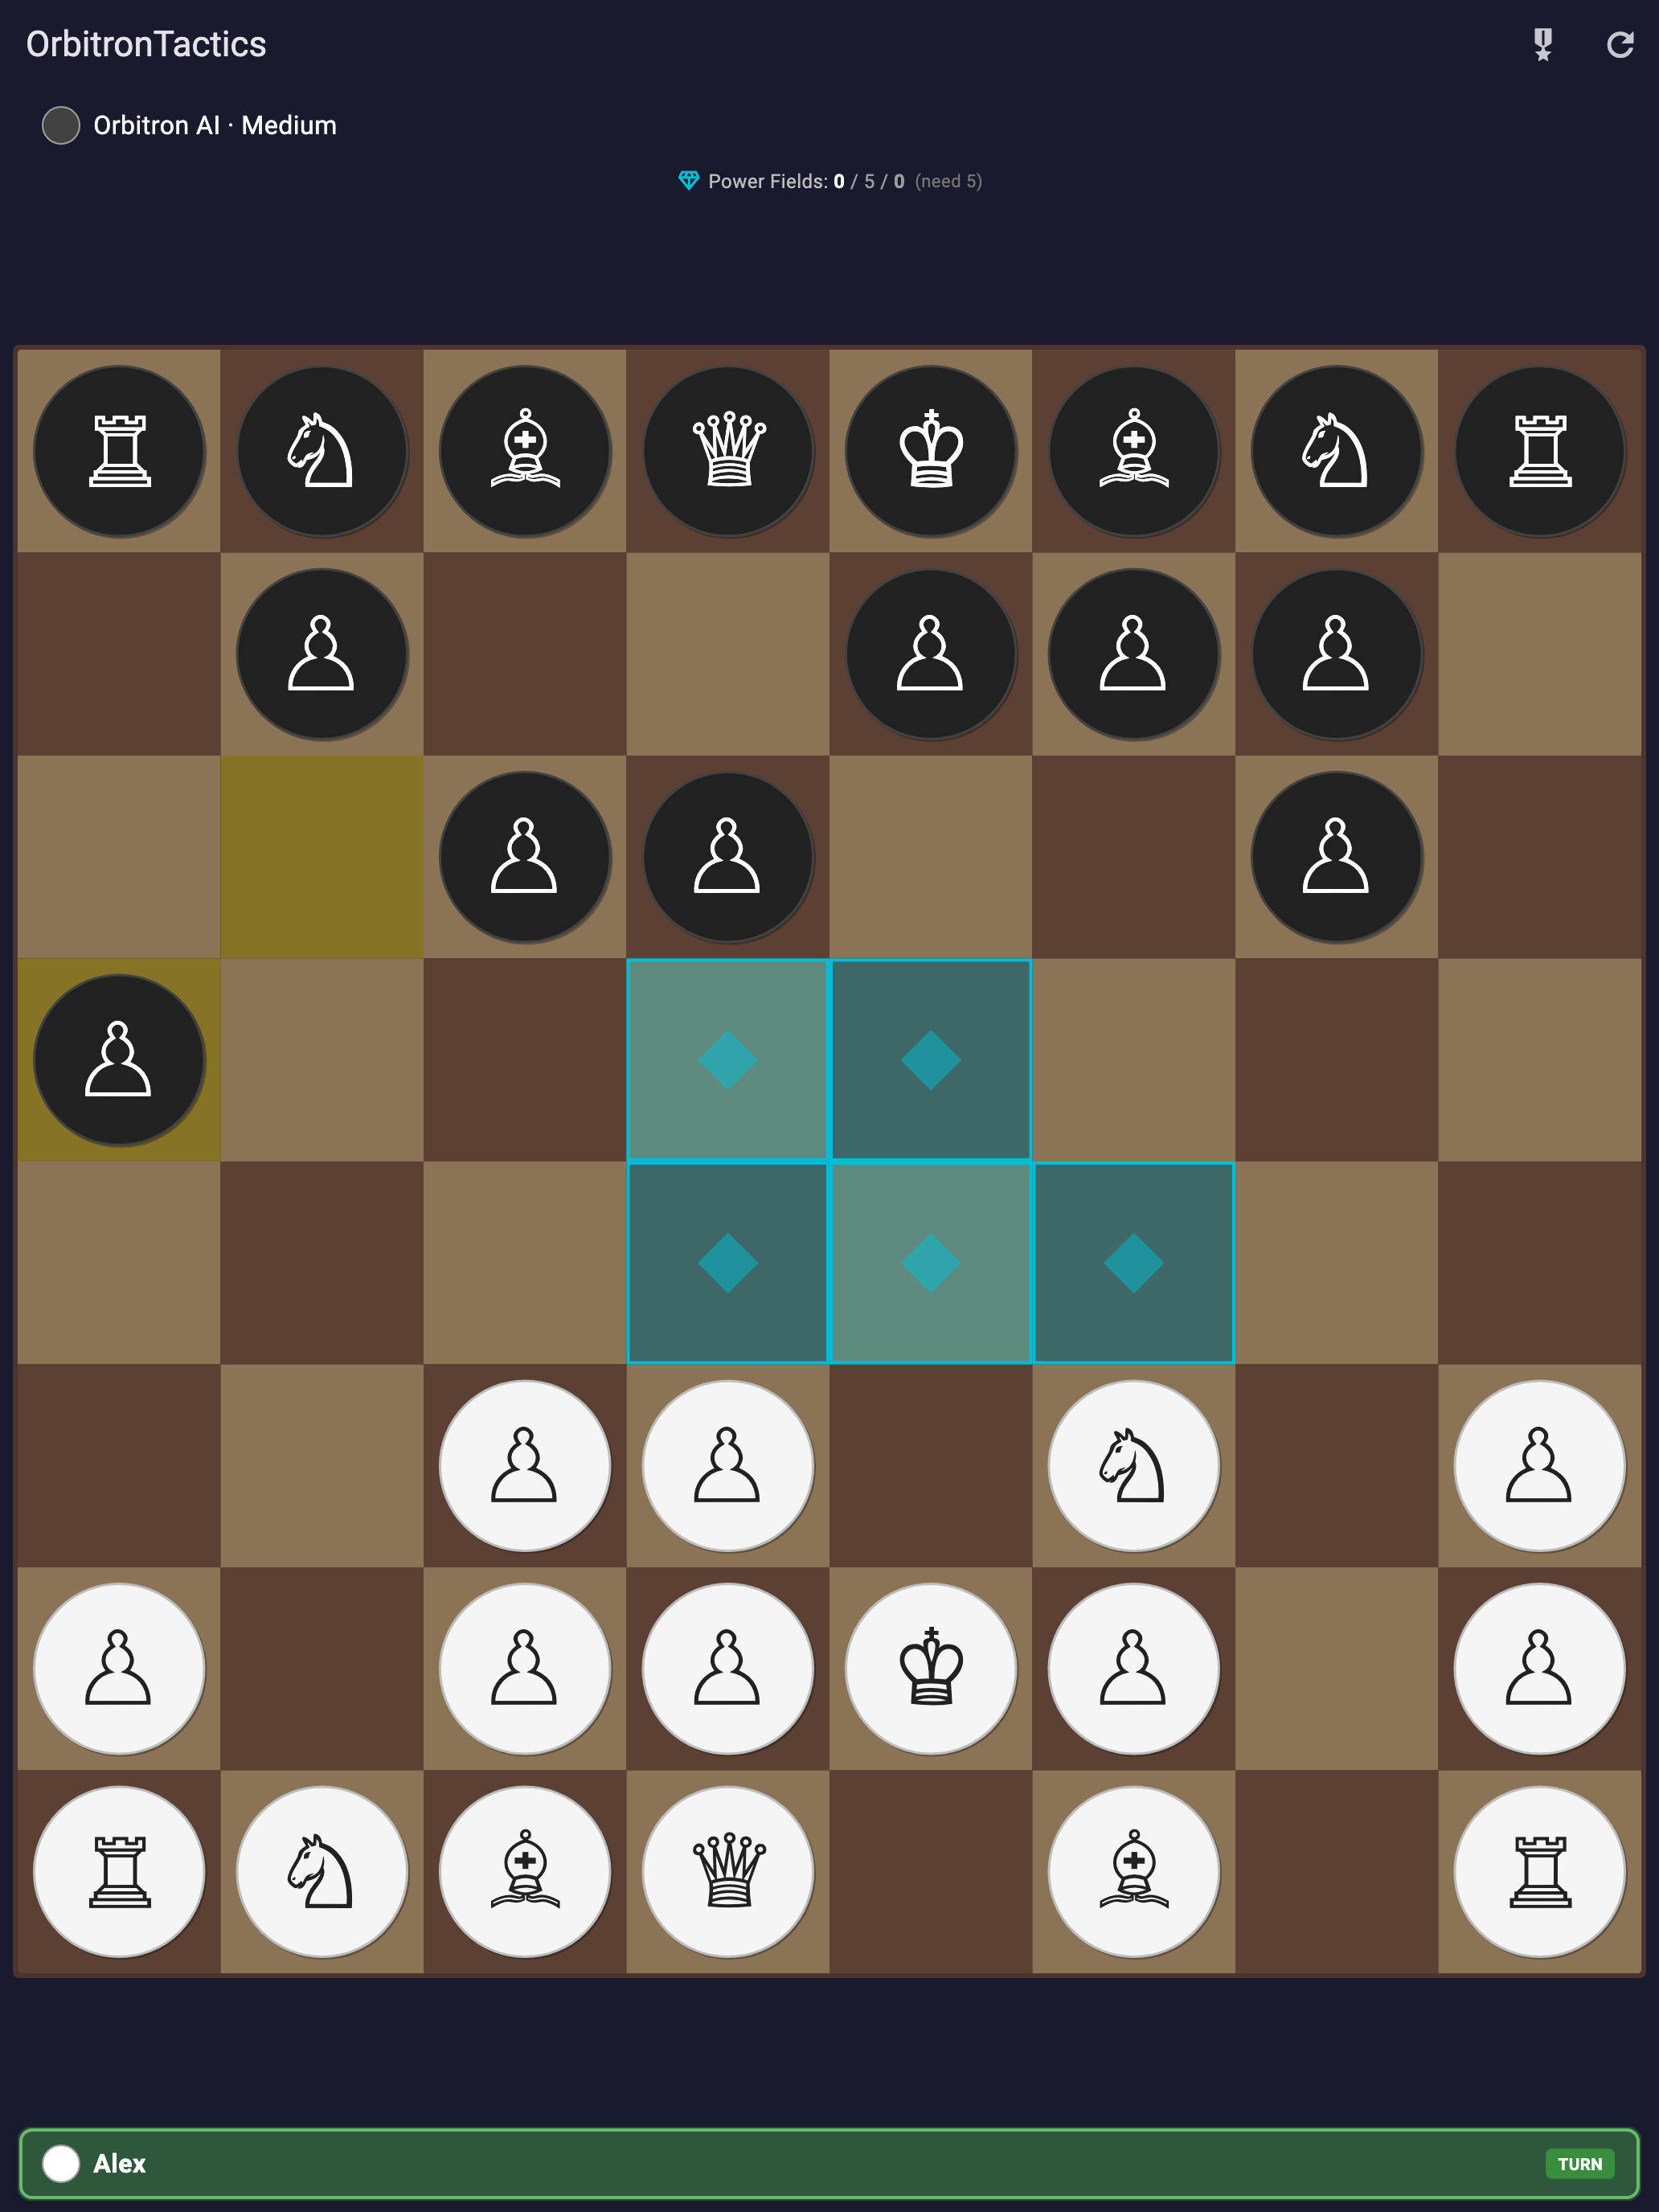 OrbitronTactics
Orbitron AI · Medium
Power Fields: 0 / 5 / 0 (need 5)
Alex
TURN